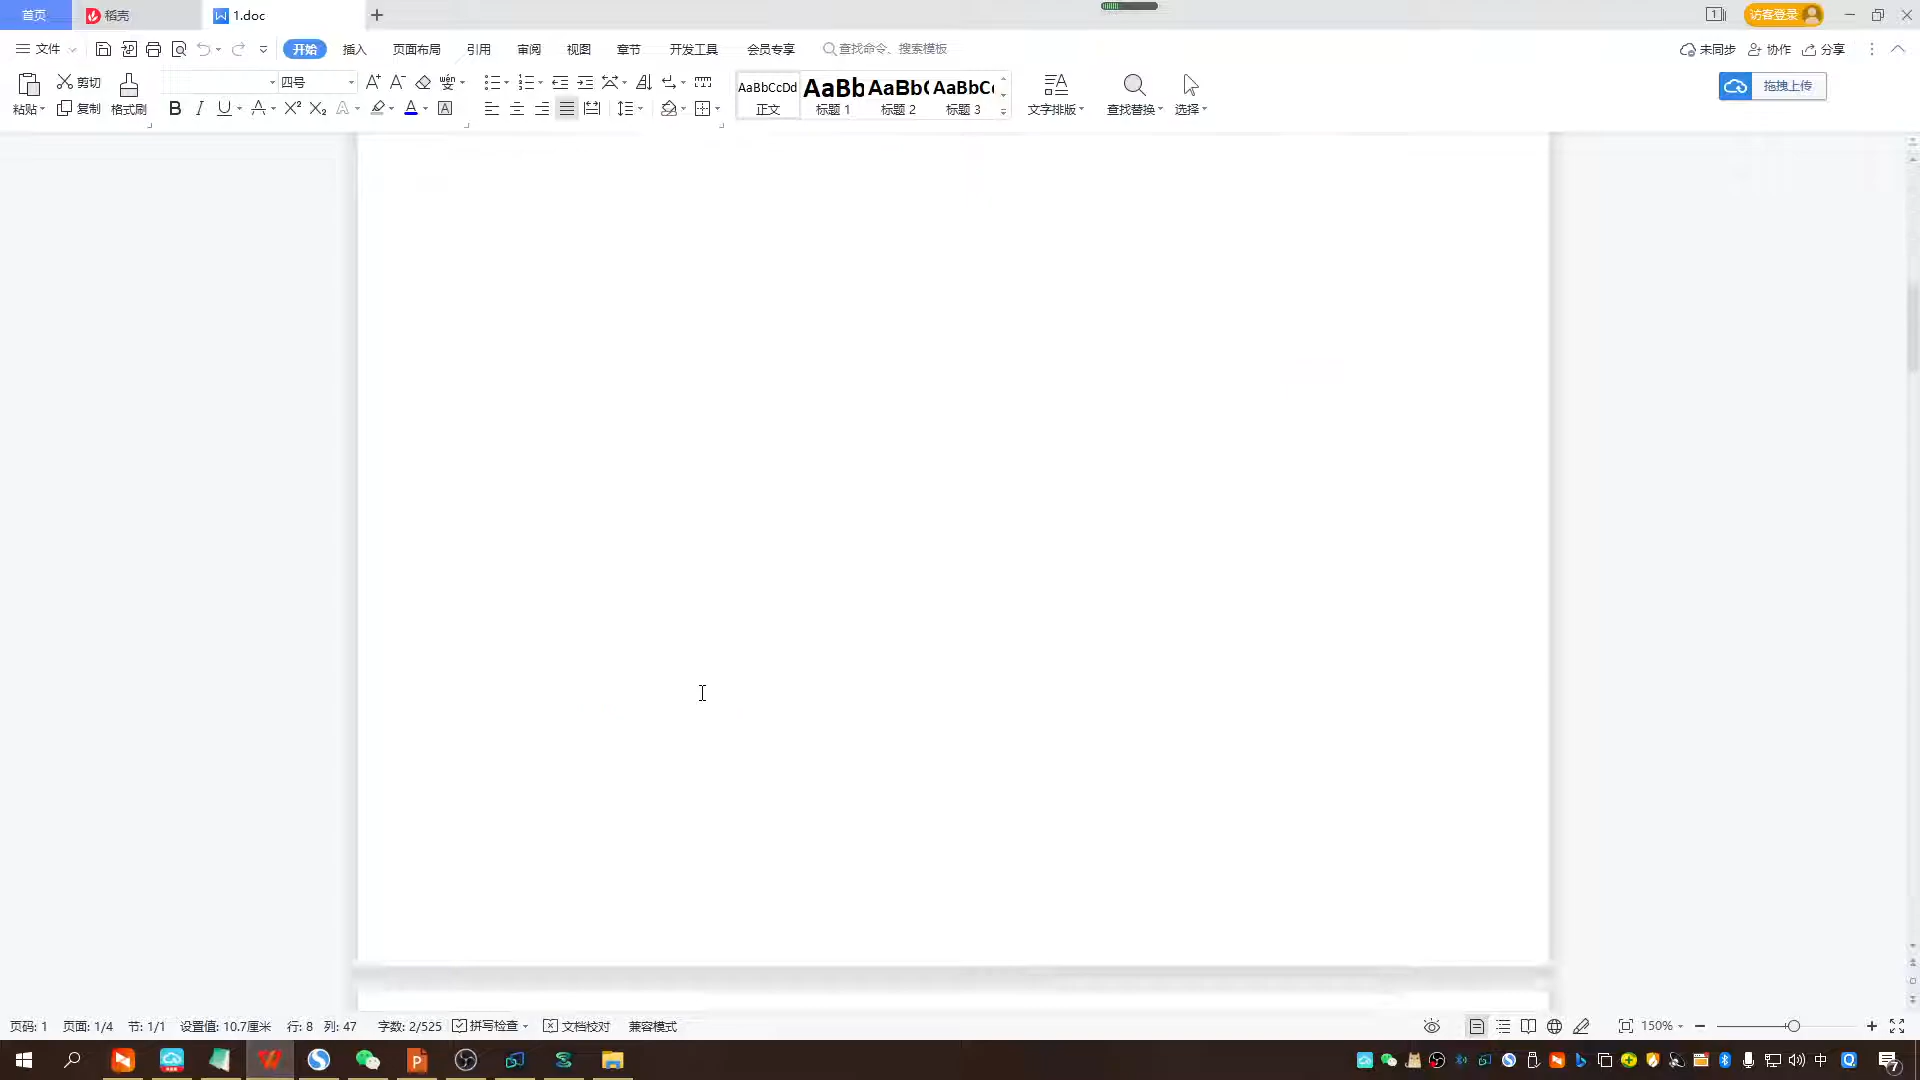 首页
稻壳
1.doc
1
访客登录
文件
开始
插入
页面布局
引用
审阅
视图
章节
开发工具
会员专享
查找命令、搜索模板
未同步
协作
分享
粘贴
剪切
复制
格式刷
四号
AaBbCcDd
正文
AaBb
标题 1
AaBb(
标题 2
AaBbC
标题 3
文字排版
查找替换
选择
拖拽上传
页码: 1
页面: 1/4
节: 1/1
设置值: 10.7厘米
行: 8
列: 47
字数: 2/525
拼写检查
文档校对
兼容模式
150%
中
7